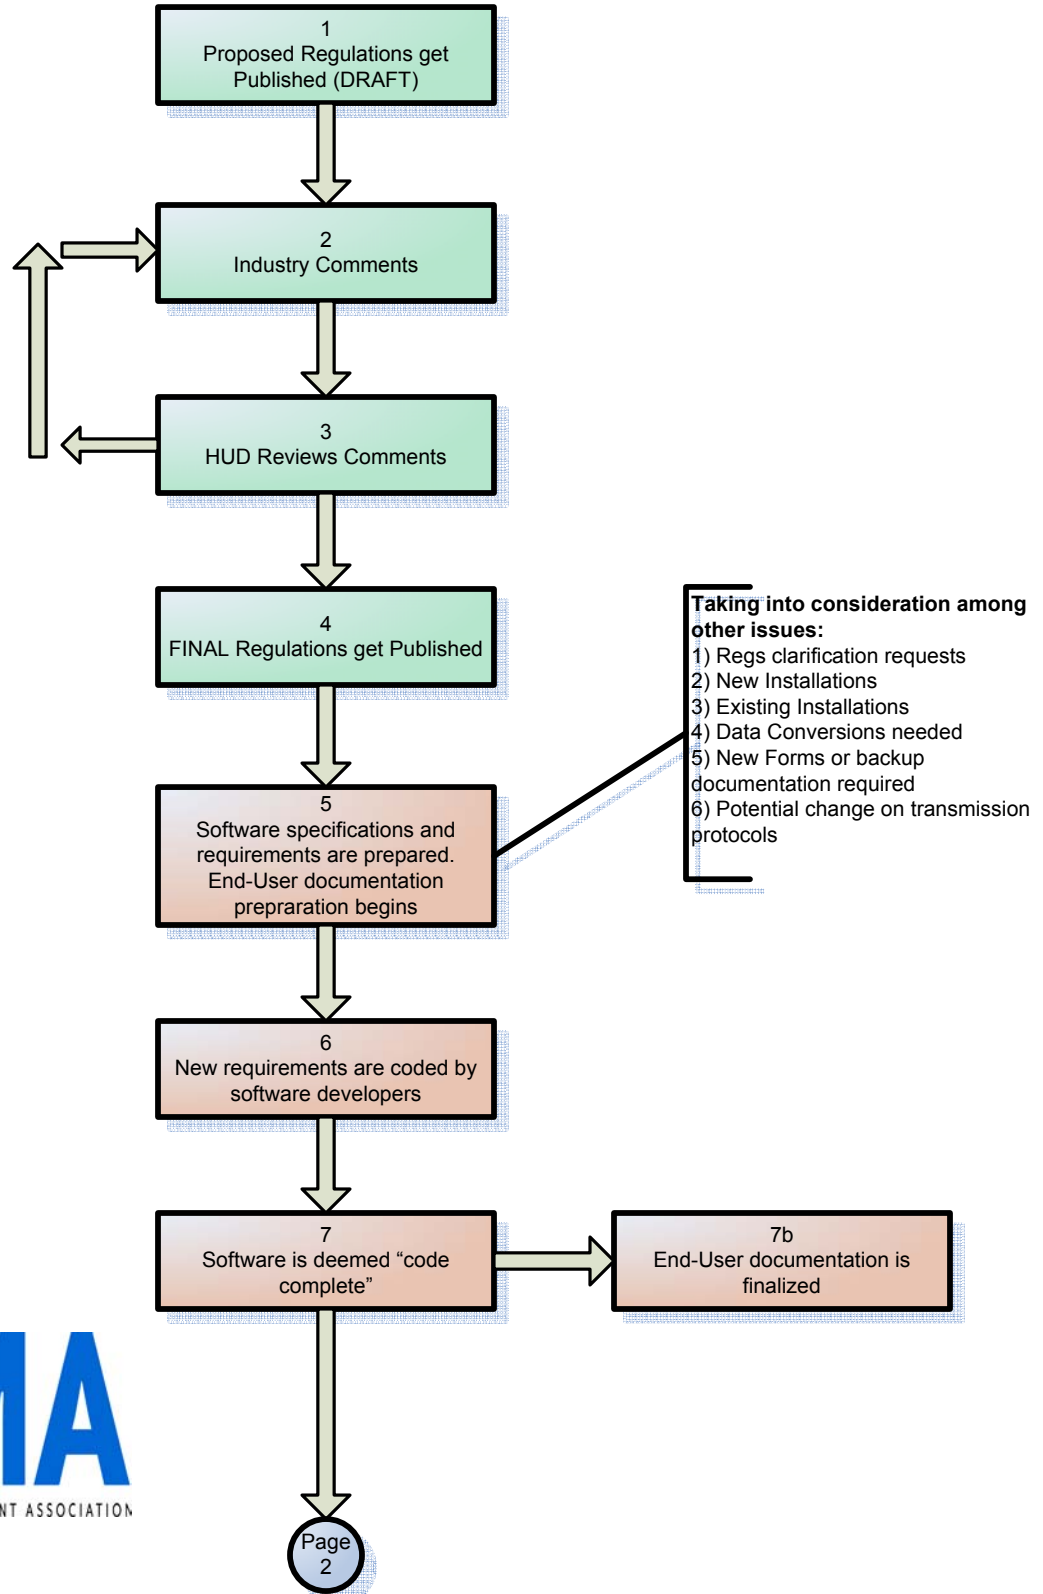 1
Proposed Regulations get
Published (DRAFT)
2
Industry Comments
3
HUD Reviews Comments
4
FINAL Regulations get Published
Taking into consideration among
other issues:
1) Regs clarification requests
2) New Installations
3) Existing Installations
4) Data Conversions needed
5) New Forms or backup
documentation required
6) Potential change on transmission
protocols
5
Software specifications and
requirements are prepared.
End-User documentation
prepraration begins
6
New requirements are coded by
software developers
7
Software is deemed “code
complete”
7b
End-User documentation is
finalized
MA
NT ASSOCIATION
Page
2